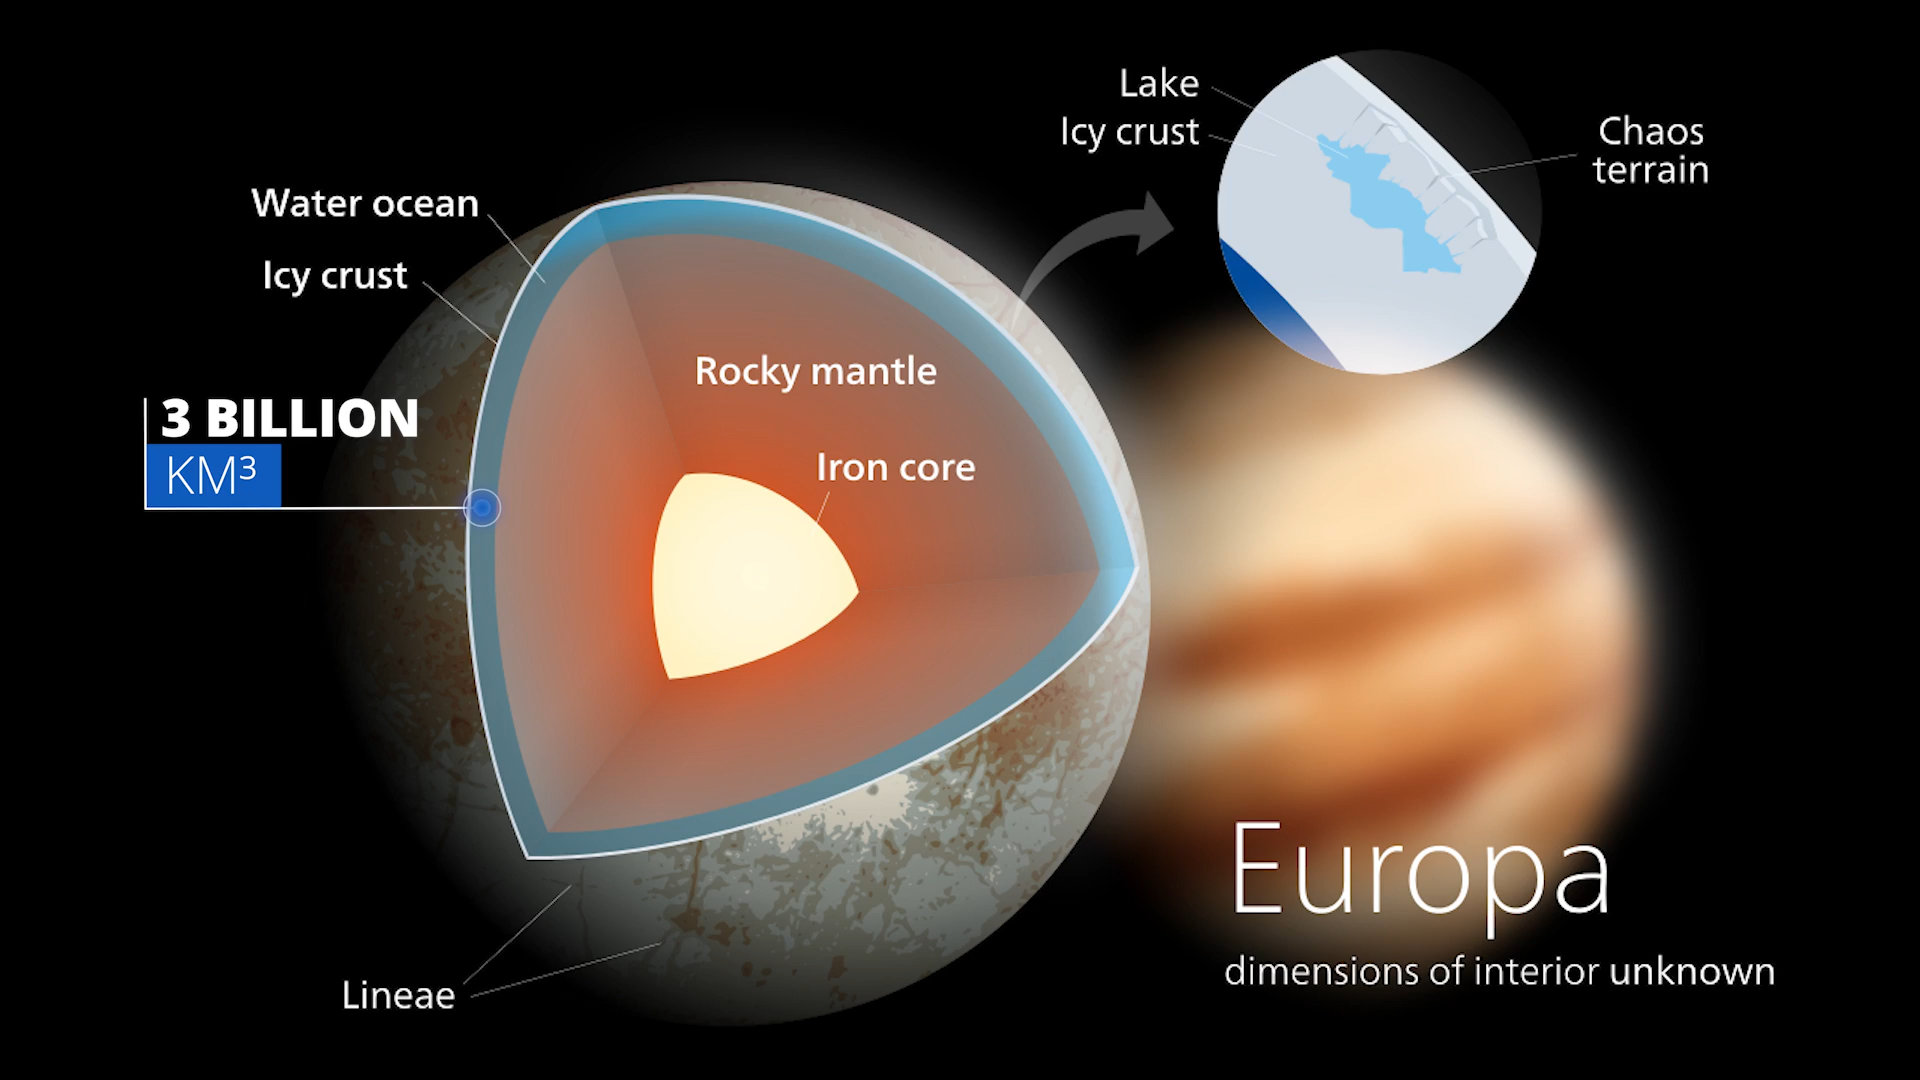 Lake
Icy crust
Chaos
terrain
Water ocean
Icy crust
Rocky mantle
3 BILLION
KM³
Iron core
Europa
dimensions of interior unknown
Lineae